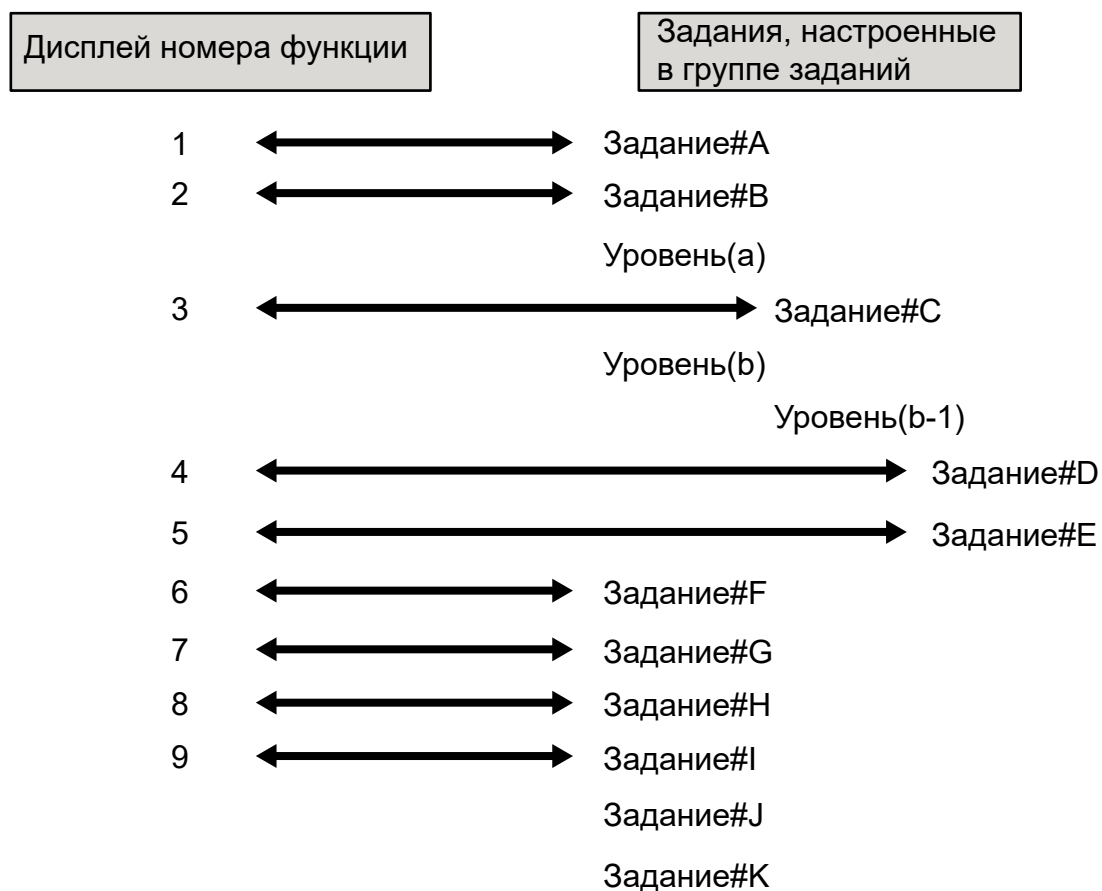 Дисплей номера функции
Задания, настроенные
в группе заданий
1 Задание#A
2 Задание#B
Уровень(a)
3 Задание#C
Уровень(b)
Уровень(b-1)
4 Задание#D
5 Задание#E
6 Задание#F
7 Задание#G
8 Задание#H
9 Задание#I
Задание#J
Задание#K